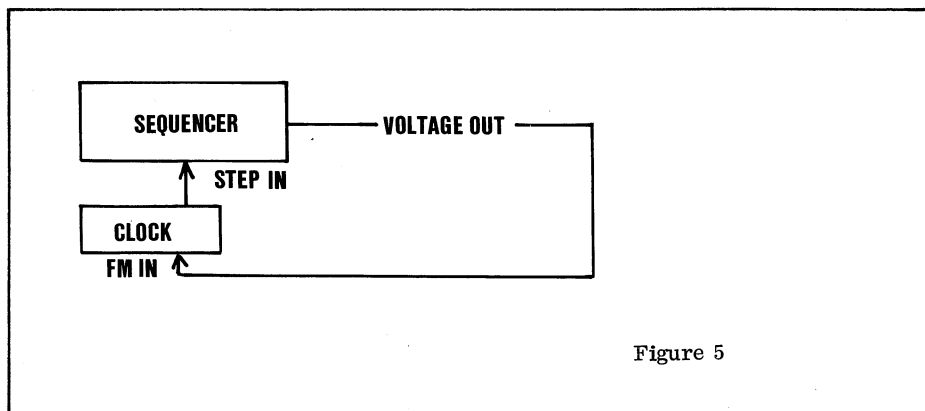 SEQUENCER
VOLTAGE OUT
STEP IN
CLOCK
FM IN
Figure 5